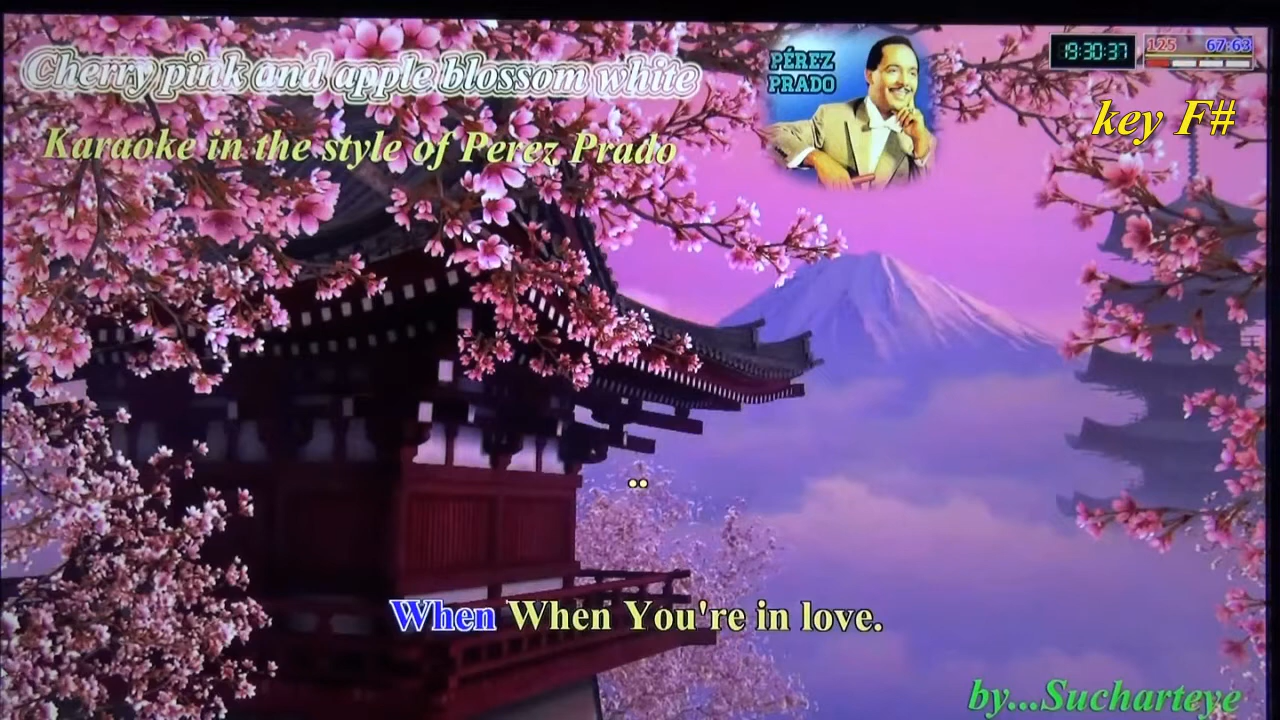 Cherry pink and apple blossom white
Karaoke in the style of Perez Prado
PÉREZ
PRADO
19:30:37
125 67:63
key F#
..
When When You're in love.
by...Sucharteye